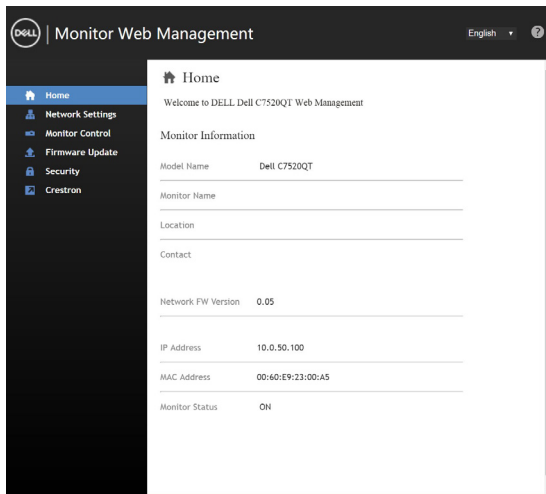 DELL | Monitor Web Management
English
?
Home
Network Settings
Monitor Control
Firmware Update
Security
Crestron
Home
Welcome to DELL Dell C7520QT Web Management
Monitor Information
Model Name Dell C7520QT
Monitor Name
Location
Contact
Network FW Version 0.05
IP Address 10.0.50.100
MAC Address 00:60:E9:23:00:A5
Monitor Status ON